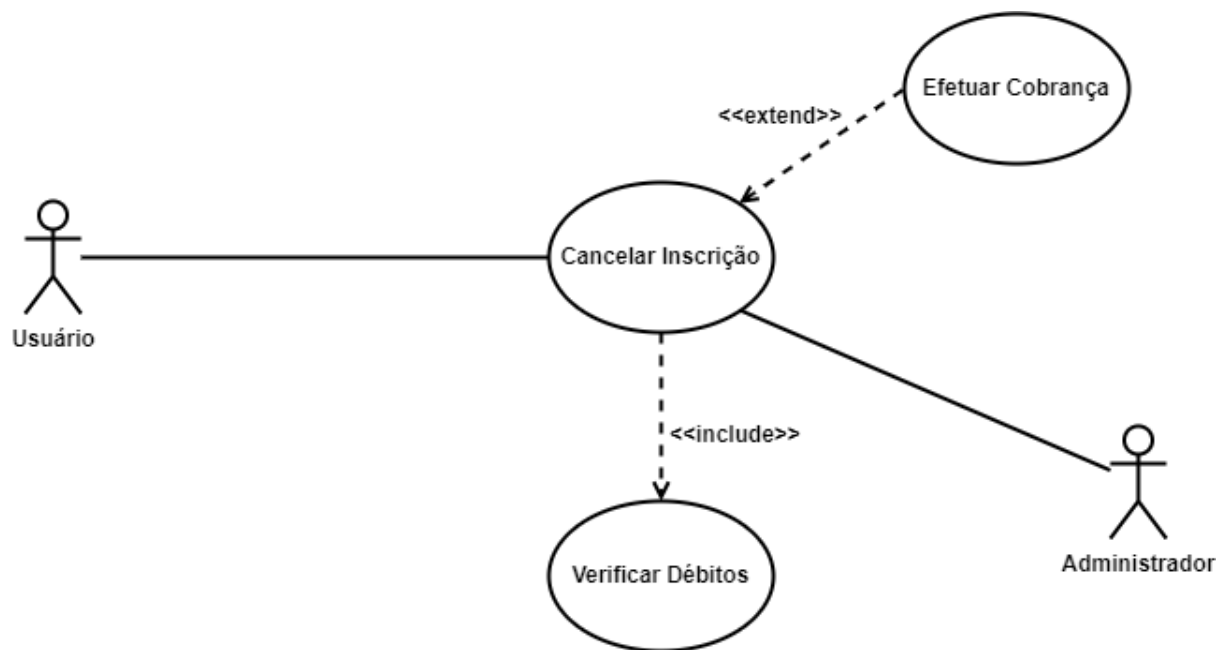 Efetuar Cobrança
<<extend>>
Cancelar Inscrição
Usuário
<<include>>
Administrador
Verificar Débitos